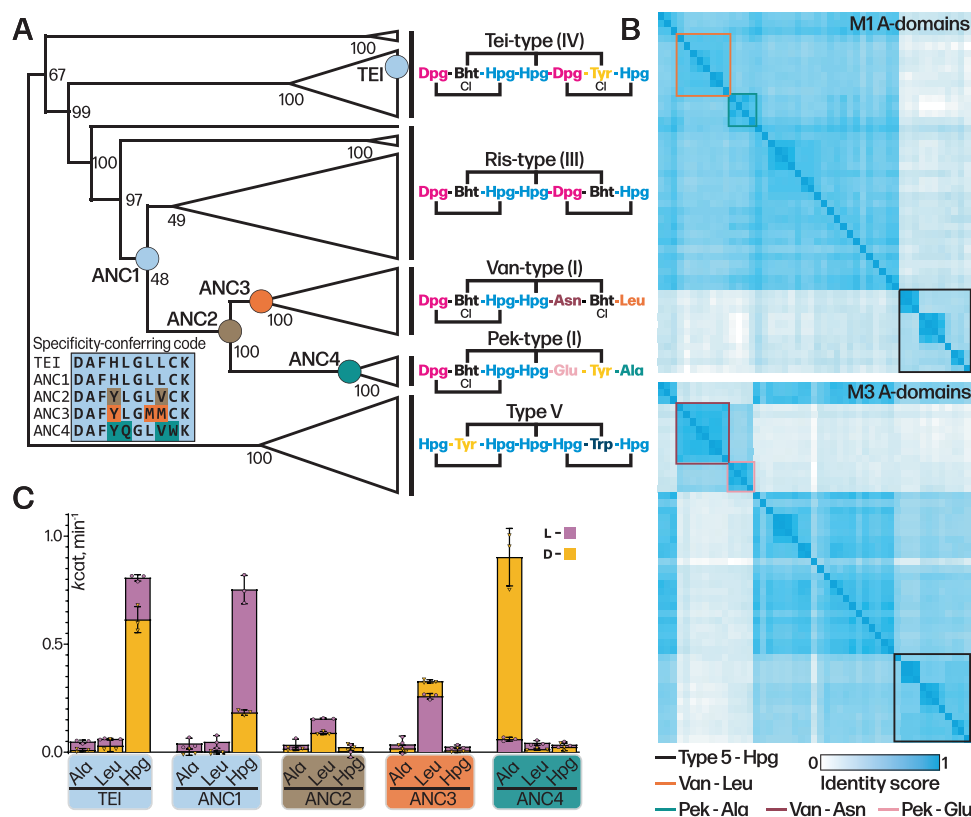 A
100
TEI
67
100
99
100
97
49
ANC1
48
ANC3
100
ANC2
100
ANC4
100
100
Specificity-conferring code
TEI DAFHLGLLCK
ANC1 DAFHLGLLCK
ANC2 DAFYLGLVCK
ANC3 DAFYLGMMCK
ANC4 DAFYQGLVWK
Tei-type (IV)
Dpg-Bht-Hpg-Hpg-Dpg-Tyr-Hpg
Cl Cl
Ris-type (III)
Dpg-Bht-Hpg-Hpg-Dpg-Bht-Hpg
Van-type (I)
Dpg-Bht-Hpg-Hpg-Asn-Bht-Leu
Cl Cl
Pek-type (I)
Dpg-Bht-Hpg-Hpg-Glu-Tyr-Ala
Cl
Type V
Hpg-Tyr-Hpg-Hpg-Hpg-Trp-Hpg
B
M1 A-domains
M3 A-domains
Type 5 - Hpg
Van - Leu
Pek - Ala
Van - Asn
Pek - Glu
0 1
Identity score
C
kcat, min-1
1.0
0.5
0.0
L -
D -
Ala Leu Hpg
TEI
Ala Leu Hpg
ANC1
Ala Leu Hpg
ANC2
Ala Leu Hpg
ANC3
Ala Leu Hpg
ANC4